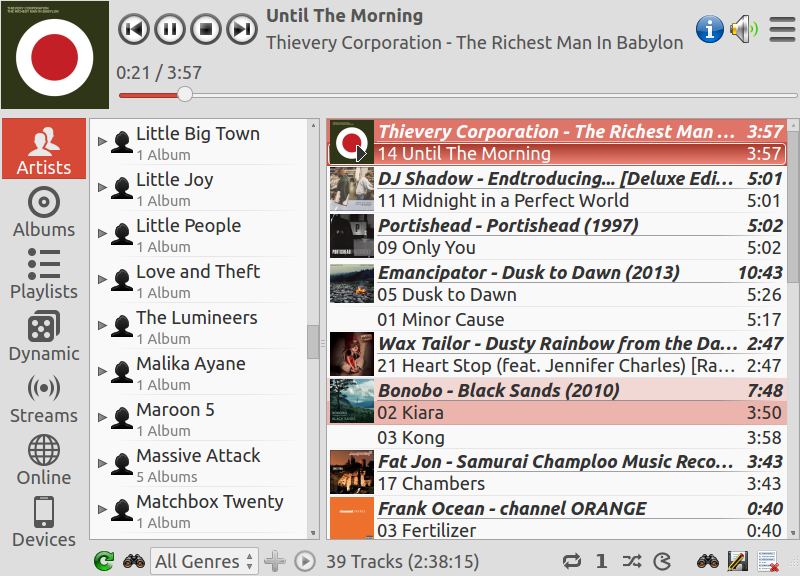 THIEVERY CORPORATION
THE RICHEST MAN IN BABYLON
Until The Morning
Thievery Corporation - The Richest Man In Babylon
0:21 / 3:57
Artists
Albums
Playlists
Dynamic
Streams
Online
Devices
Little Big Town
1 Album
Little Joy
1 Album
Little People
1 Album
Love and Theft
1 Album
The Lumineers
1 Album
Malika Ayane
1 Album
Maroon 5
1 Album
Massive Attack
5 Albums
Matchbox Twenty
1 Album
Thievery Corporation - The Richest Man ... 3:57
14 Until The Morning 3:57
DJ Shadow - Endtroducing... [Deluxe Edi... 5:01
11 Midnight in a Perfect World 5:01
PORTISHEAD
Portishead - Portishead (1997) 5:02
09 Only You 5:02
Emancipator - Dusk to Dawn (2013) 10:43
05 Dusk to Dawn 5:26
01 Minor Cause 5:17
Wax Tailor - Dusty Rainbow from the Da... 2:47
21 Heart Stop (feat. Jennifer Charles) [Ra... 2:47
Bonobo - Black Sands (2010) 7:48
02 Kiara 3:50
03 Kong 3:58
Fat Jon - Samurai Champloo Music Reco... 3:43
17 Chambers 3:43
Frank Ocean - channel ORANGE 0:40
03 Fertilizer 0:40
All Genres
39 Tracks (2:38:15)
1